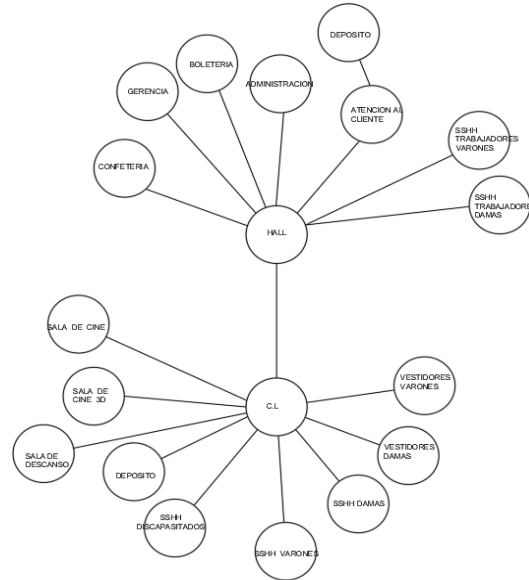 DEPOSITO
BOLETERIA
ADMINISTRACION
GERENCIA
ATENCION AL
CLIENTE
SSHH
TRABAJADORES
VARONES
CONFETERIA
SSHH
TRABAJADORES
DAMAS
HALL
SALA DE CINE
VESTIDORES
VARONES
SALA DE
CINE 3D
C.L
VESTIDORES
DAMAS
SALA DE
DESCANSO
DEPOSITO
SSHH DAMAS
SSHH
DISCAPASITADOS
SSHH VARONES